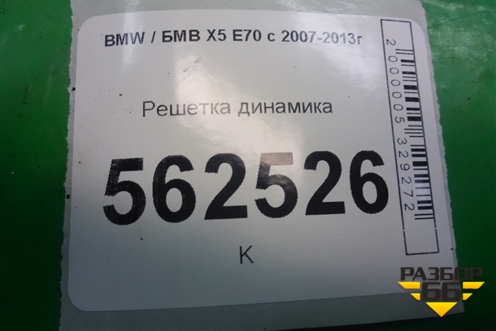 BMW / БМВ X5 E70 с 2007-2013г
Решетка динамика
562526
К
2000005329272
РАЗБОР
66